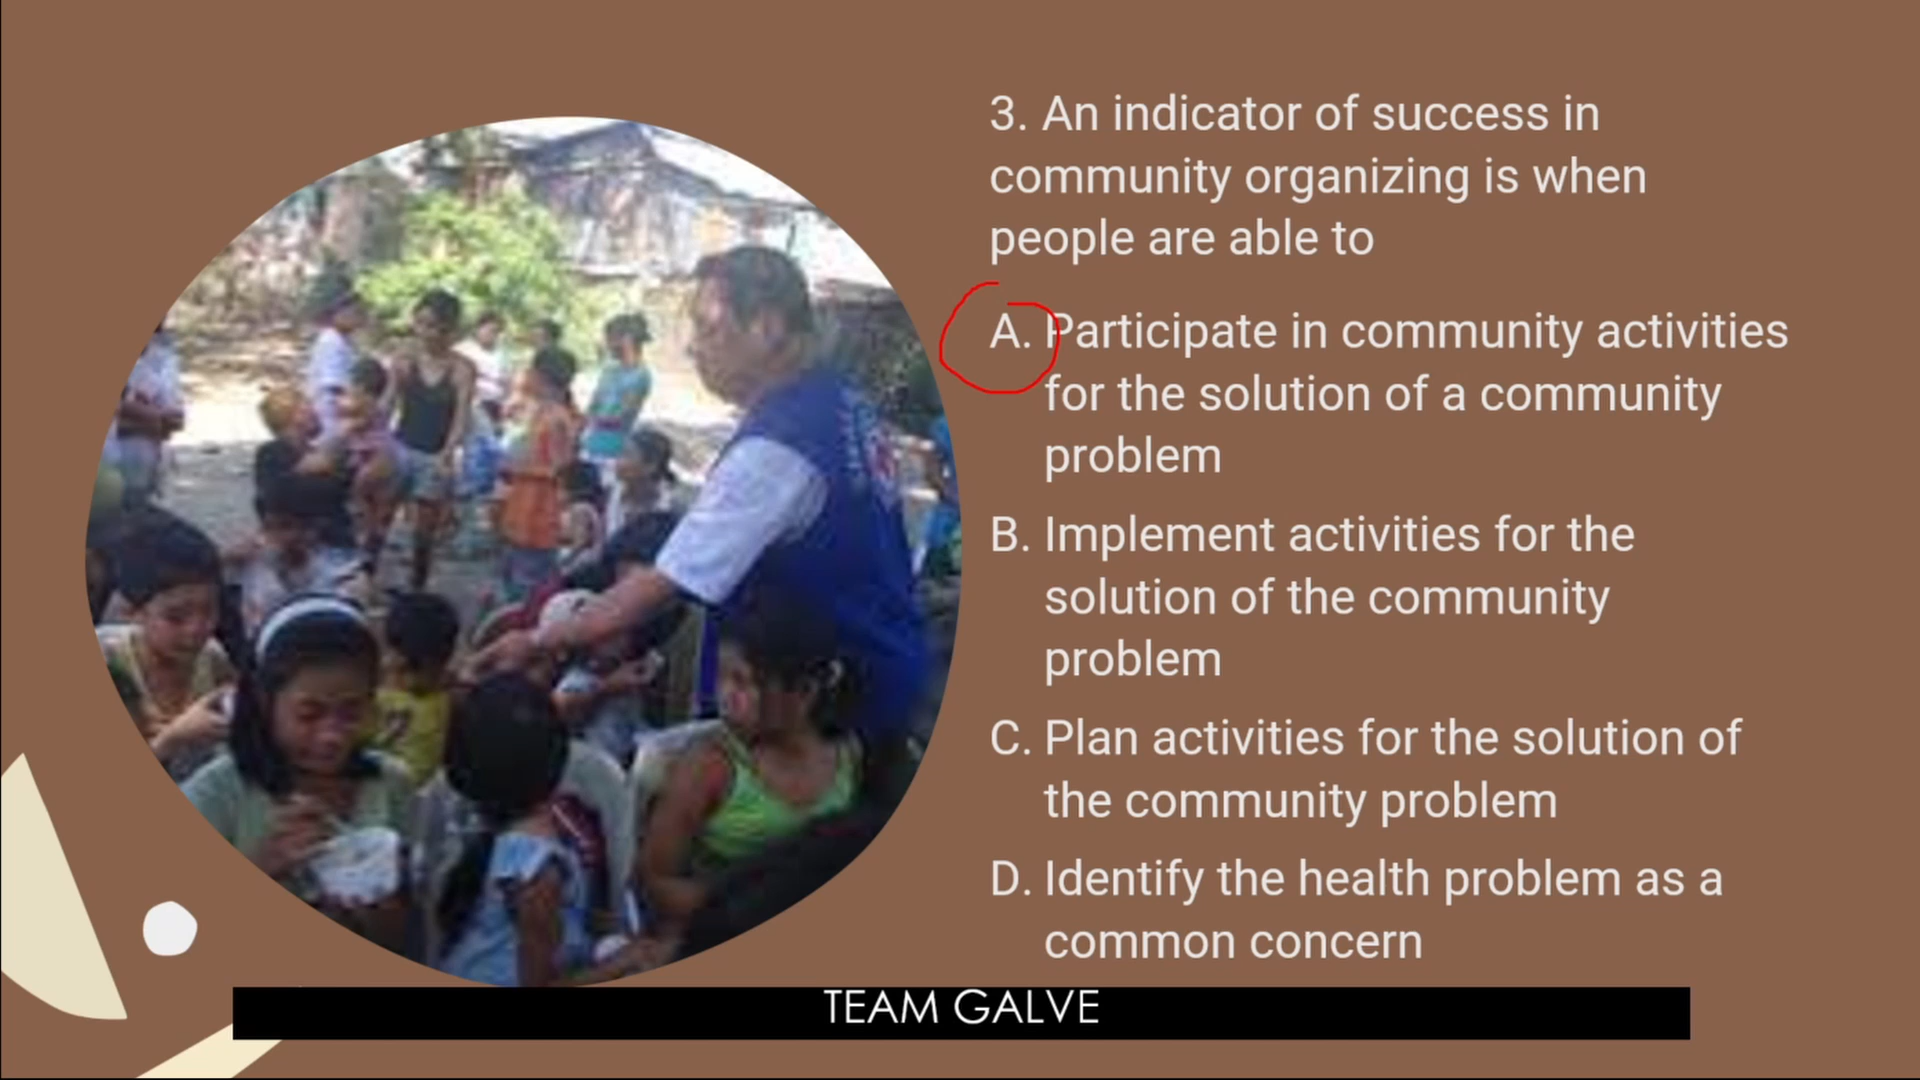 3. An indicator of success in
community organizing is when
people are able to
A. Participate in community activities
for the solution of a community
problem
B. Implement activities for the
solution of the community
problem
C. Plan activities for the solution of
the community problem
D. Identify the health problem as a
common concern
TEAM GALVE